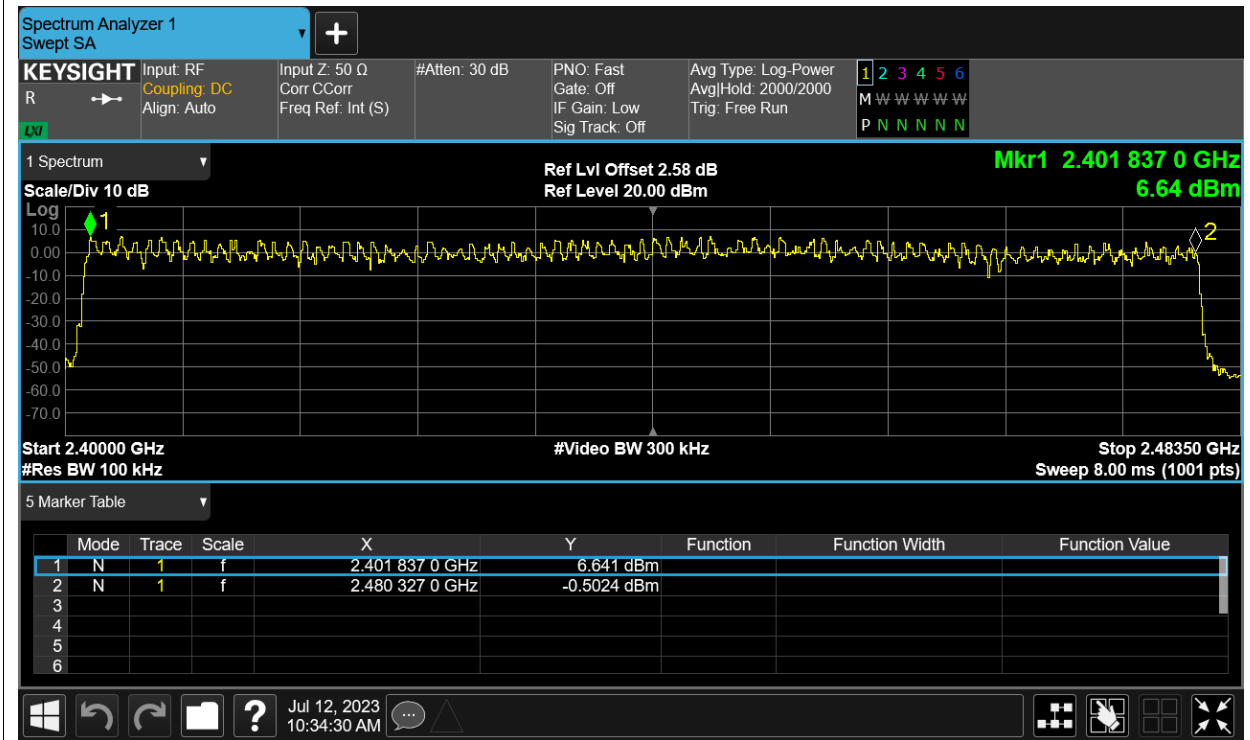 Spectrum Analyzer 1
Swept SA
KEYSIGHT
R
LXI
Input: RF
Coupling: DC
Align: Auto
Input Z: 50 Ω
Corr CCorr
Freq Ref: Int (S)
#Atten: 30 dB
PNO: Fast
Gate: Off
IF Gain: Low
Sig Track: Off
Avg Type: Log-Power
Avg|Hold: 2000/2000
Trig: Free Run
1 2 3 4 5 6
M W W W W W
P N N N N N
1 Spectrum
Scale/Div 10 dB
Ref Lvl Offset 2.58 dB
Ref Level 20.00 dBm
Mkr1 2.401 837 0 GHz
6.64 dBm
Log
1
2
10.0
0.00
-10.0
-20.0
-30.0
-40.0
-50.0
-60.0
-70.0
Start 2.40000 GHz
#Res BW 100 kHz
#Video BW 300 kHz
Stop 2.48350 GHz
Sweep 8.00 ms (1001 pts)
5 Marker Table
Mode Trace Scale X Y Function Function Width Function Value
1 N 1 f 2.401 837 0 GHz 6.641 dBm
2 N 1 f 2.480 327 0 GHz -0.5024 dBm
3
4
5
6
?
Jul 12, 2023
10:34:30 AM